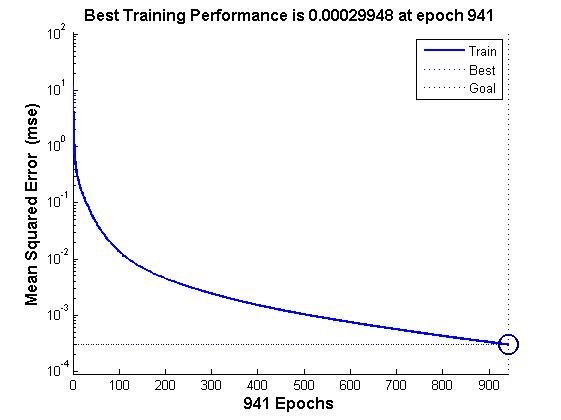 Best Training Performance is 0.00029948 at epoch 941
Train
Best
Goal
Mean Squared Error (mse)
10^2
10^1
10^0
10^-1
10^-2
10^-3
10^-4
0 100 200 300 400 500 600 700 800 900
941 Epochs